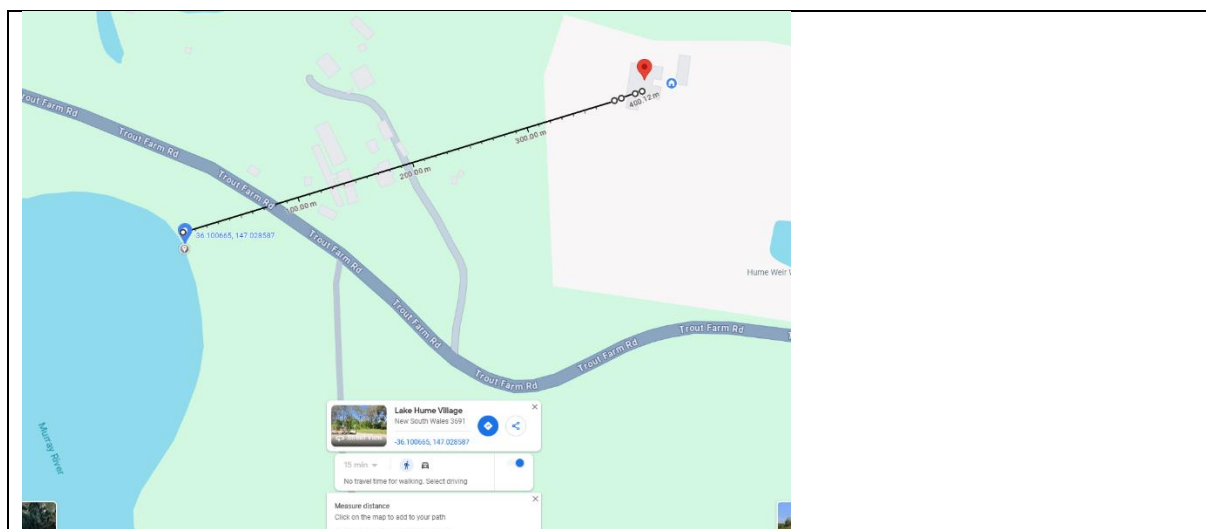 Trout Farm Rd
Trout Farm Rd
Trout Farm Rd
100.00 m
200.00 m
300.00 m
400.12 m
-36.100665, 147.028587
Trout Farm Rd
Hume Weir
Trout Farm Rd
Trout Farm Rd
Trout Farm Rd
Trout Farm Rd
Murray River
Lake Hume Village
New South Wales 3691
-36.100665, 147.028587
Street View
15 min
No travel time for walking. Select driving
Measure distance
Click on the map to add to your path